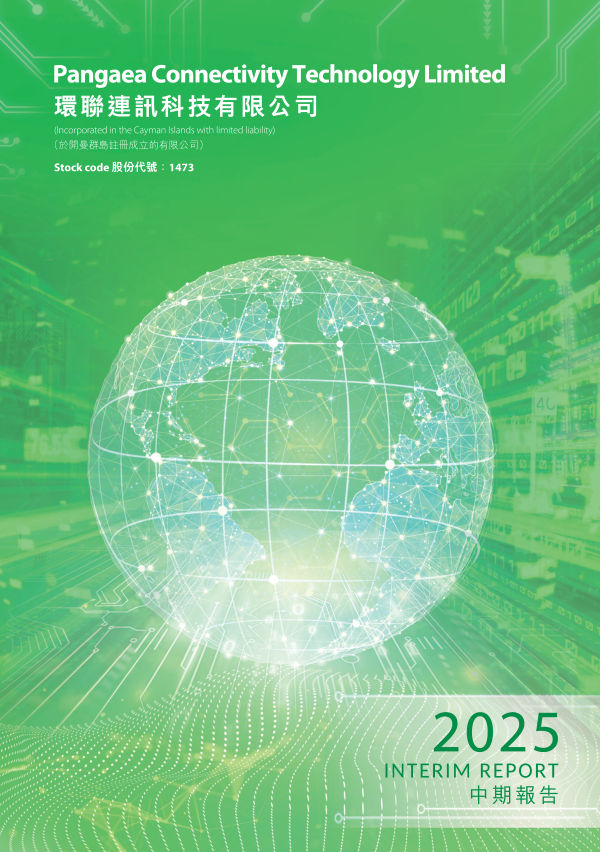 Pangaea Connectivity Technology Limited
環聯連訊科技有限公司
(Incorporated in the Cayman Islands with limited liability)
（於開曼群島註冊成立的有限公司）
Stock code 股份代號：1473
4G
2025
INTERIM REPORT
中期報告